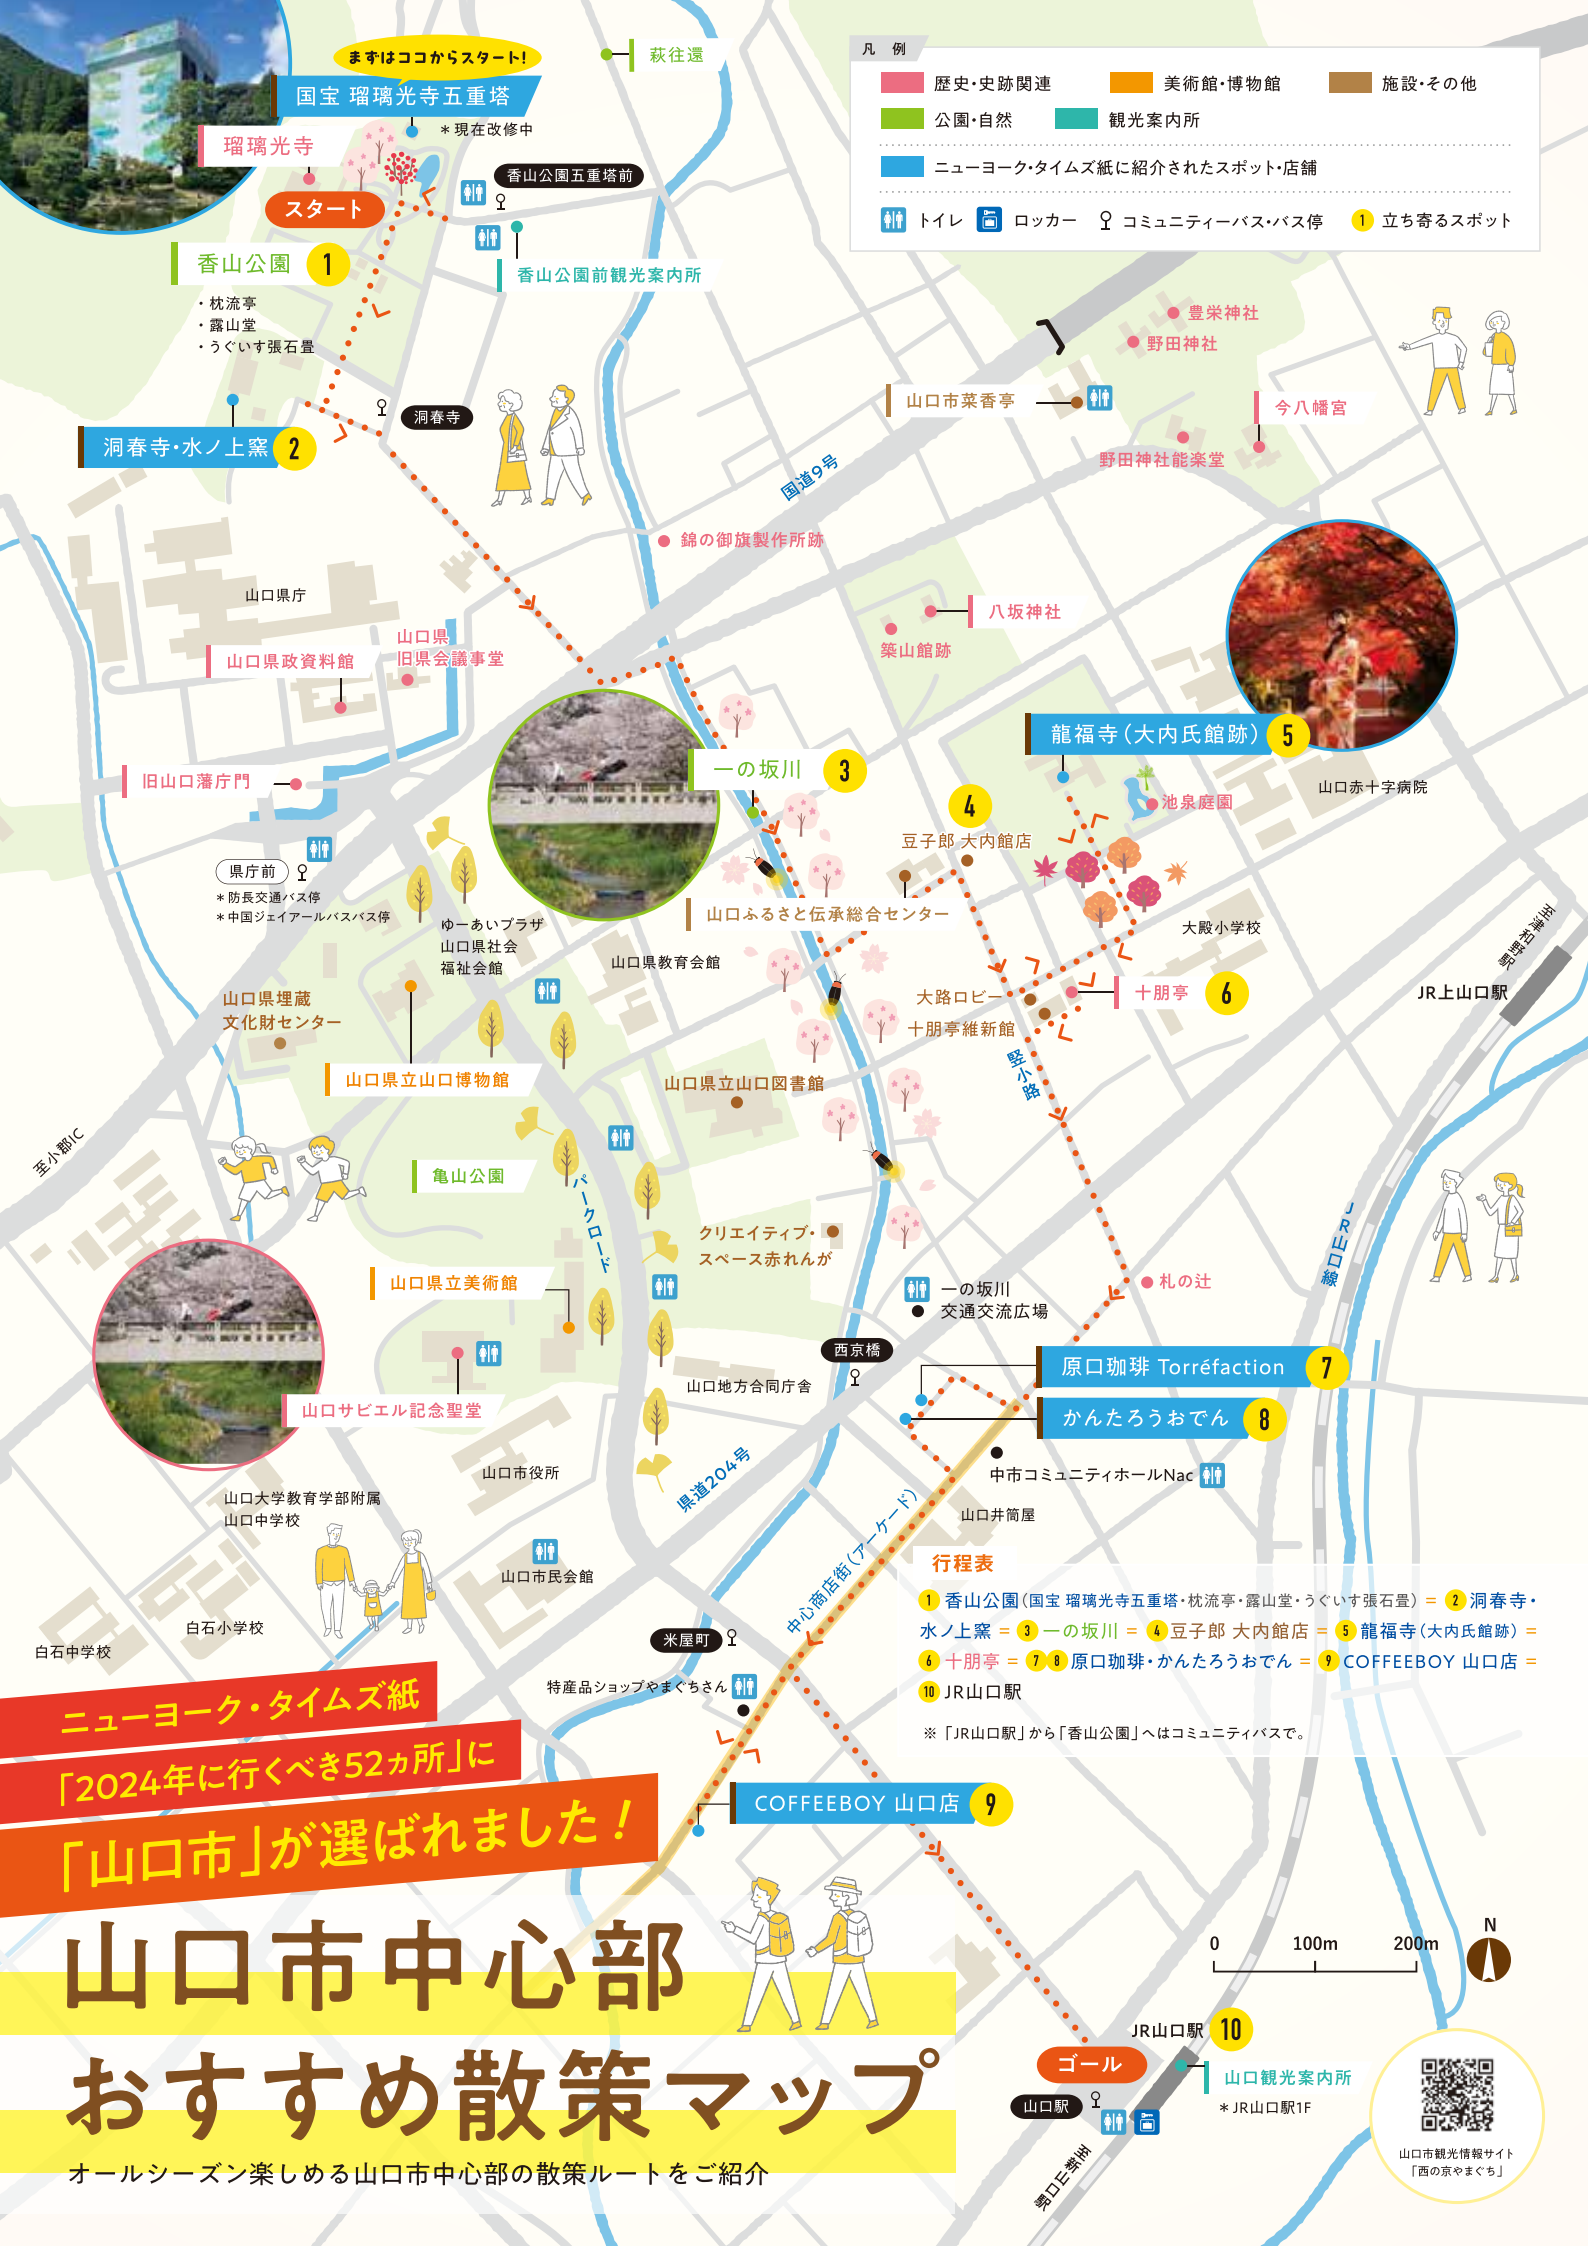 まずはココからスタート!
国宝 瑠璃光寺五重塔
＊現在改修中
萩往還
瑠璃光寺
スタート
香山公園五重塔前
香山公園前観光案内所
香山公園 1
・枕流亭
・露山堂
・うぐいす張石畳
凡 例
歴史・史跡関連
美術館・博物館
施設・その他
公園・自然
観光案内所
ニューヨーク・タイムズ紙に紹介されたスポット・店舗
トイレ
ロッカー
コミュニティーバス・バス停
1 立ち寄るスポット
豊栄神社
野田神社
山口市菜香亭
今八幡宮
野田神社能楽堂
洞春寺
洞春寺・水ノ上窯 2
国道9号
錦の御旗製作所跡
山口県庁
八坂神社
築山館跡
山口県政資料館
山口県
旧県会議事堂
龍福寺（大内氏館跡） 5
一の坂川 3
旧山口藩庁門
池泉庭園
山口赤十字病院
4
豆子郎 大内館店
県庁前
＊防長交通バス停
＊中国ジェイアールバスバス停
ゆーあいプラザ
山口県社会
福祉会館
山口ふるさと伝承総合センター
大殿小学校
山口県教育会館
至津和野駅
JR上山口駅
山口県埋蔵
文化財センター
大路ロビー
十朋亭 6
十朋亭維新館
竪小路
山口県立山口博物館
山口県立山口図書館
至小郡IC
亀山公園
パークロード
クリエイティブ・
スペース赤れんが
JR山口線
山口県立美術館
札の辻
一の坂川
交通交流広場
西京橋
山口地方合同庁舎
原口珈琲 Torréfaction 7
かんたろうおでん 8
山口サビエル記念聖堂
山口市役所
県道204号
中市コミュニティホールNac
山口井筒屋
山口大学教育学部附属
山口中学校
中心商店街（アーケード）
山口市民会館
白石小学校
白石中学校
米屋町
特産品ショップやまぐちさん
行程表
1 香山公園（国宝 瑠璃光寺五重塔・枕流亭・露山堂・うぐいす張石畳） = 2 洞春寺・
水ノ上窯 = 3 一の坂川 = 4 豆子郎 大内館店 = 5 龍福寺（大内氏館跡） =
6 十朋亭 = 7 8 原口珈琲・かんたろうおでん = 9 COFFEEBOY 山口店 =
10 JR山口駅
※「JR山口駅」から「香山公園」へはコミュニティバスで。
COFFEEBOY 山口店 9
ニューヨーク・タイムズ紙
「2024年に行くべき52ヵ所」に
「山口市」が選ばれました！
山口市中心部
おすすめ散策マップ
オールシーズン楽しめる山口市中心部の散策ルートをご紹介
0 100m 200m
N
JR山口駅 10
ゴール
山口観光案内所
＊JR山口駅1F
山口駅
至新山口駅
山口市観光情報サイト
「西の京やまぐち」